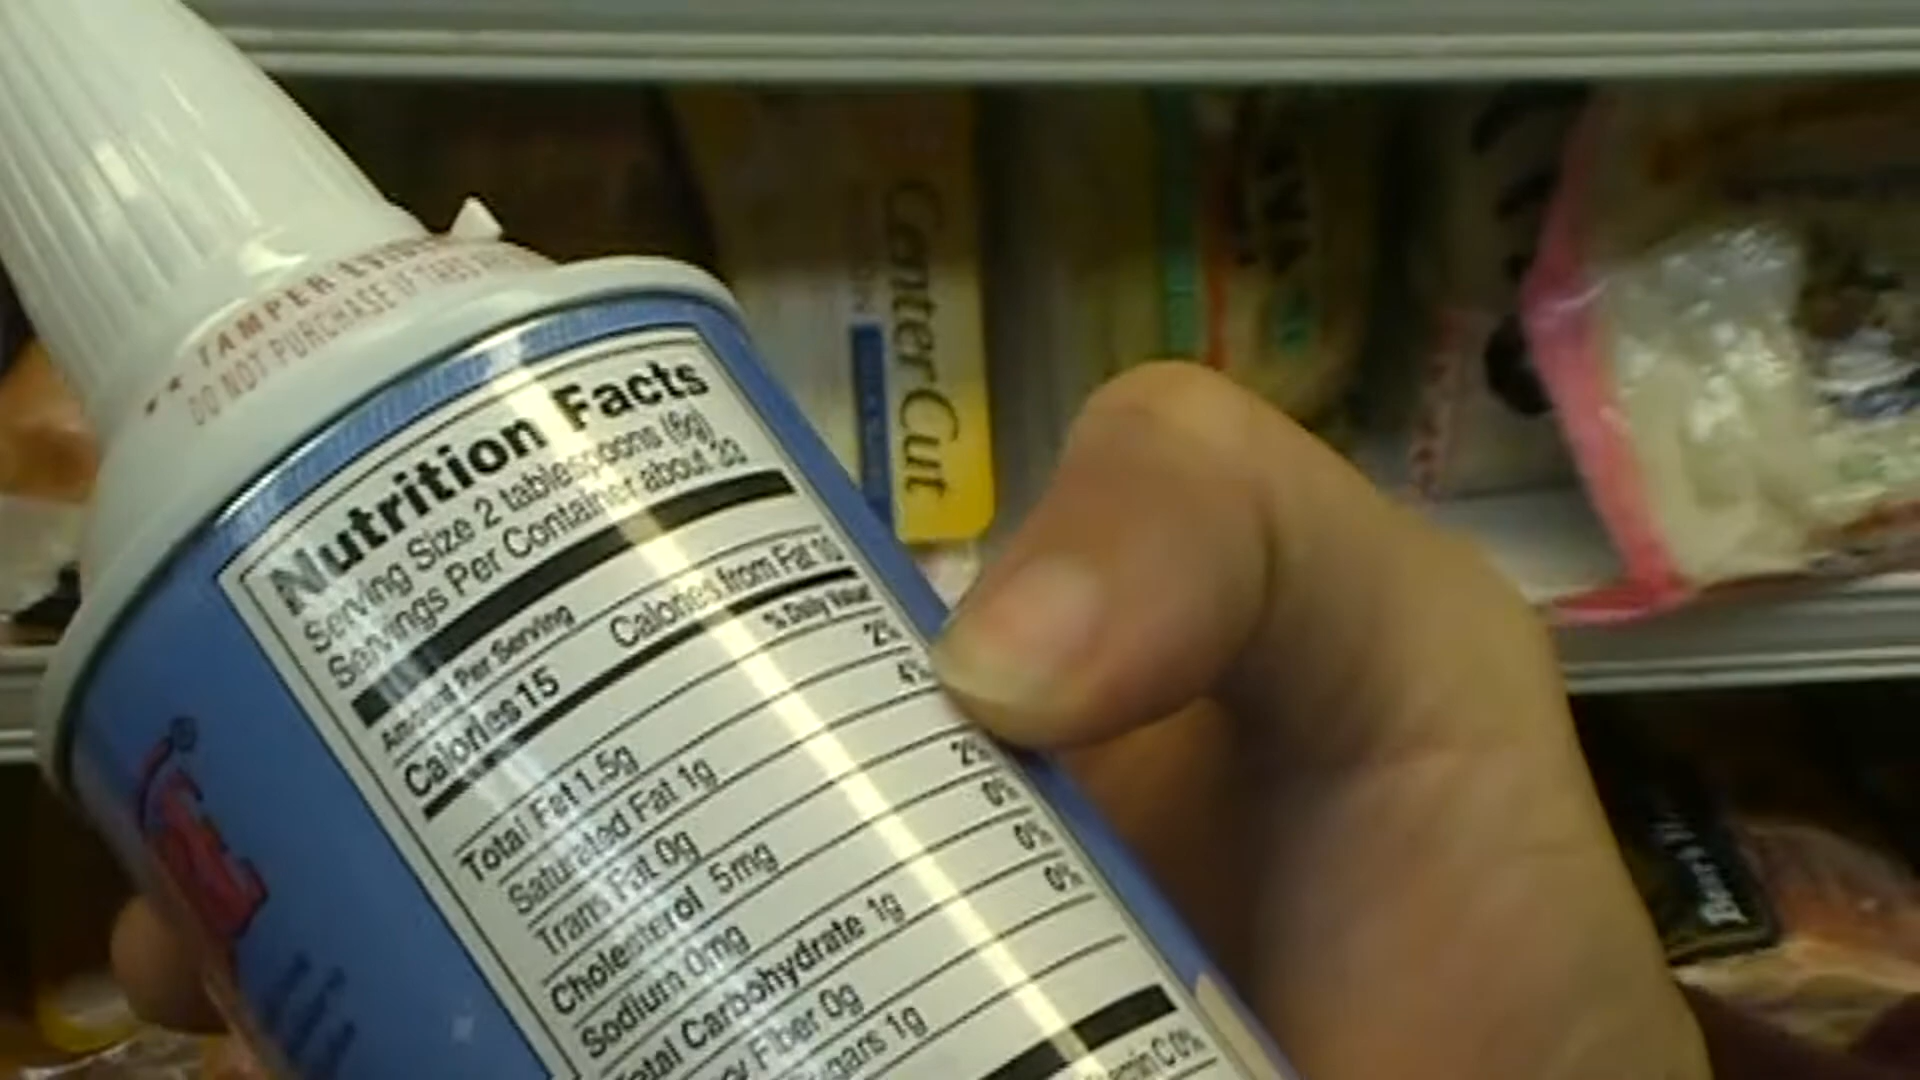 TAMPER EVIDENT
DO NOT PURCHASE IF TABS
Nutrition Facts
Serving Size 2 tablespoons (6g)
Servings Per Container about
Amount Per Serving
Calories 15 Calories from Fat 10
% Daily Value*
Total Fat 1.5g 2%
Saturated Fat 1g 4%
Trans Fat 0g
Cholesterol 5mg 2%
Sodium 0mg 0%
Total Carbohydrate 1g 0%
Fiber 0g 0%
Sugars 1g
Vitamin C 0%
Center Cut